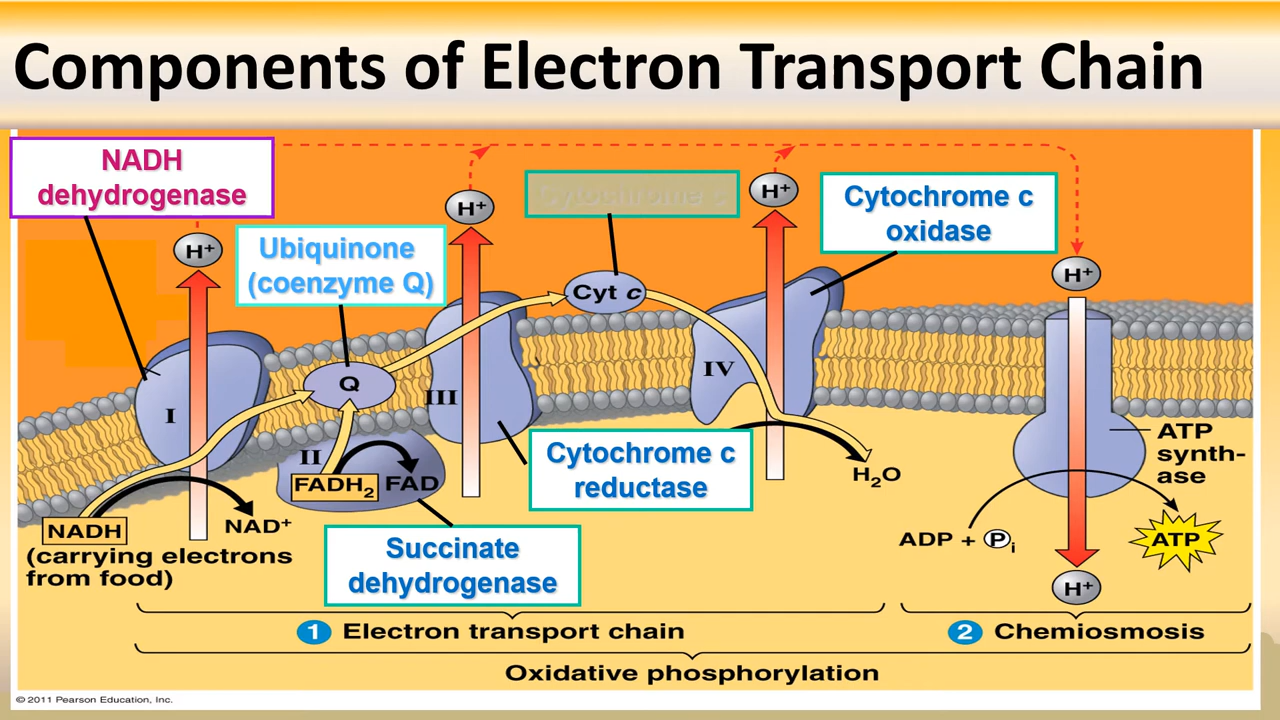 Components of Electron Transport Chain
NADH
dehydrogenase
H+
Ubiquinone
(coenzyme Q)
H+
Cytochrome c
H+
Cytochrome c
oxidase
H+
Cyt c
I
Q
III
IV
II
FADH2
FAD
NADH
NAD+
(carrying electrons
from food)
Cytochrome c
reductase
Succinate
dehydrogenase
H2O
ATP
synth-
ase
ADP + Pi
ATP
H+
1 Electron transport chain
2 Chemiosmosis
Oxidative phosphorylation
© 2011 Pearson Education, Inc.